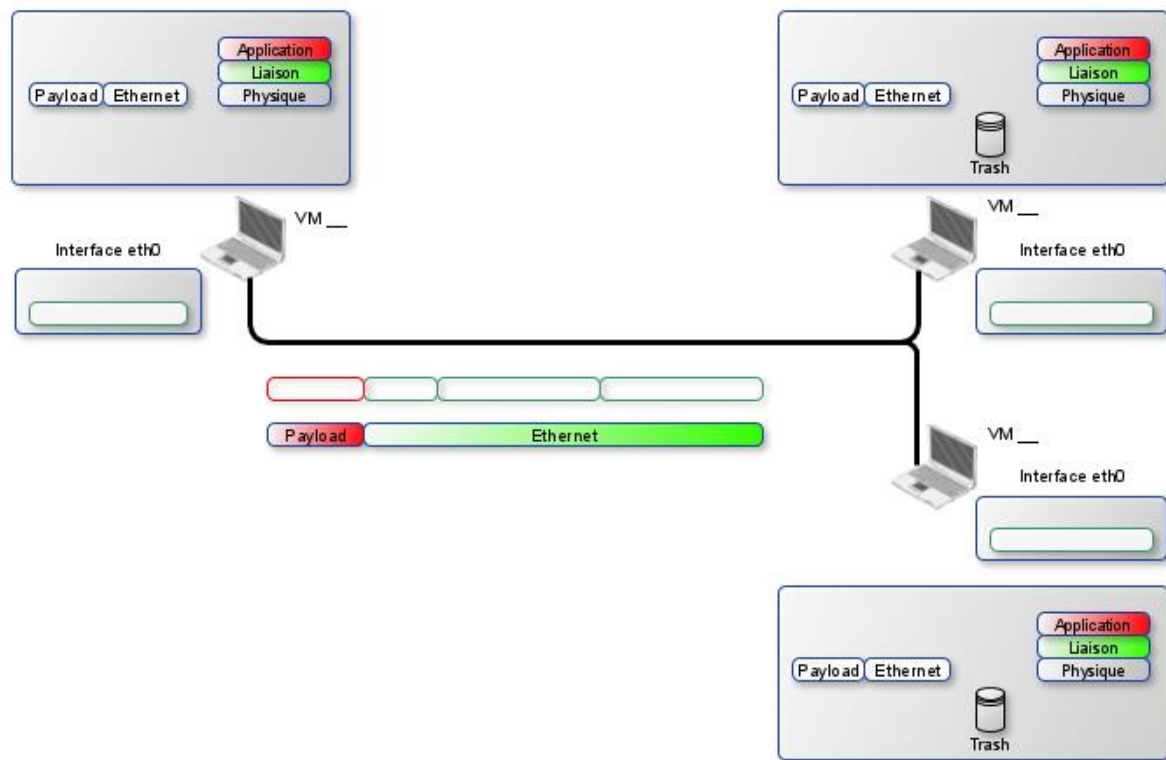 Application
Liaison
Payload Ethernet Physique
Application
Liaison
Payload Ethernet Physique
Trash
VM __
Interface eth0
VM __
Interface eth0
Payload Ethernet
VM __
Interface eth0
Application
Liaison
Payload Ethernet Physique
Trash